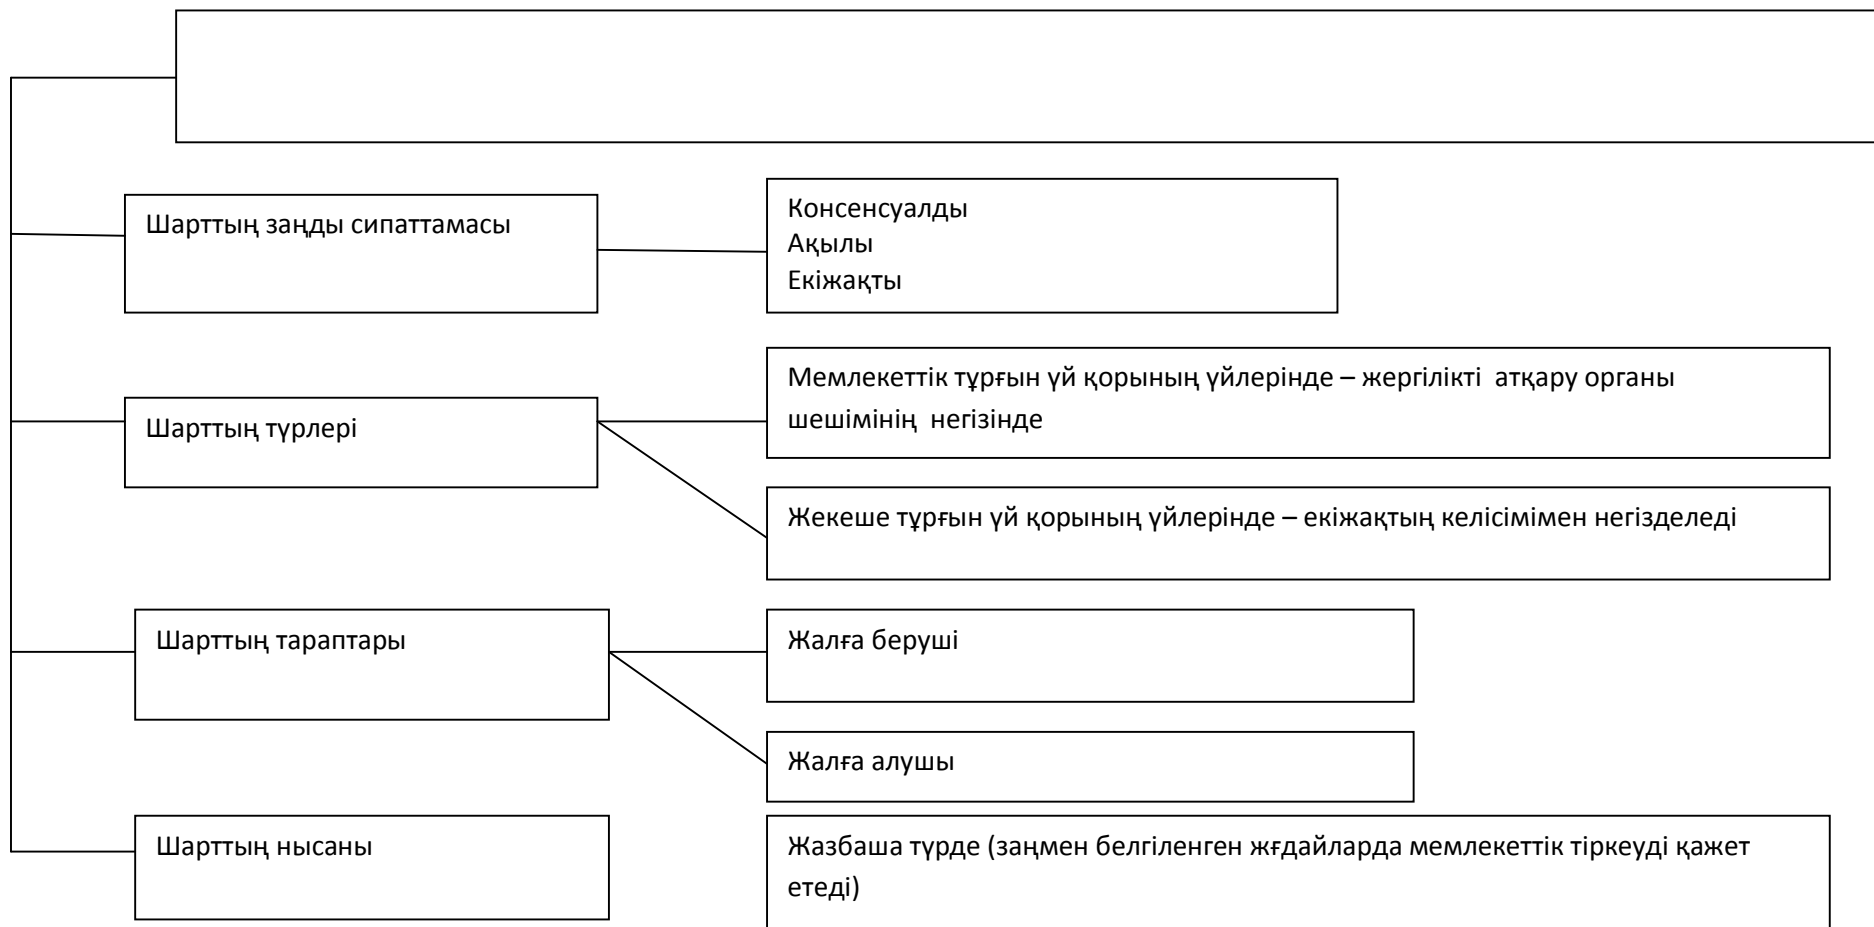 Шарттың заңды сипаттамасы
Консенсуалды
Ақылы
Екіжақты
Шарттың түрлері
Мемлекеттік тұрғын үй қорының үйлерінде – жергілікті атқару органы
шешімінің негізінде
Жекеше тұрғын үй қорының үйлерінде – екіжақтың келісімімен негізделеді
Шарттың тараптары
Жалға беруші
Жалға алушы
Шарттың нысаны
Жазбаша түрде (заңмен белгіленген жғдайларда мемлекеттік тіркеуді қажет
етеді)